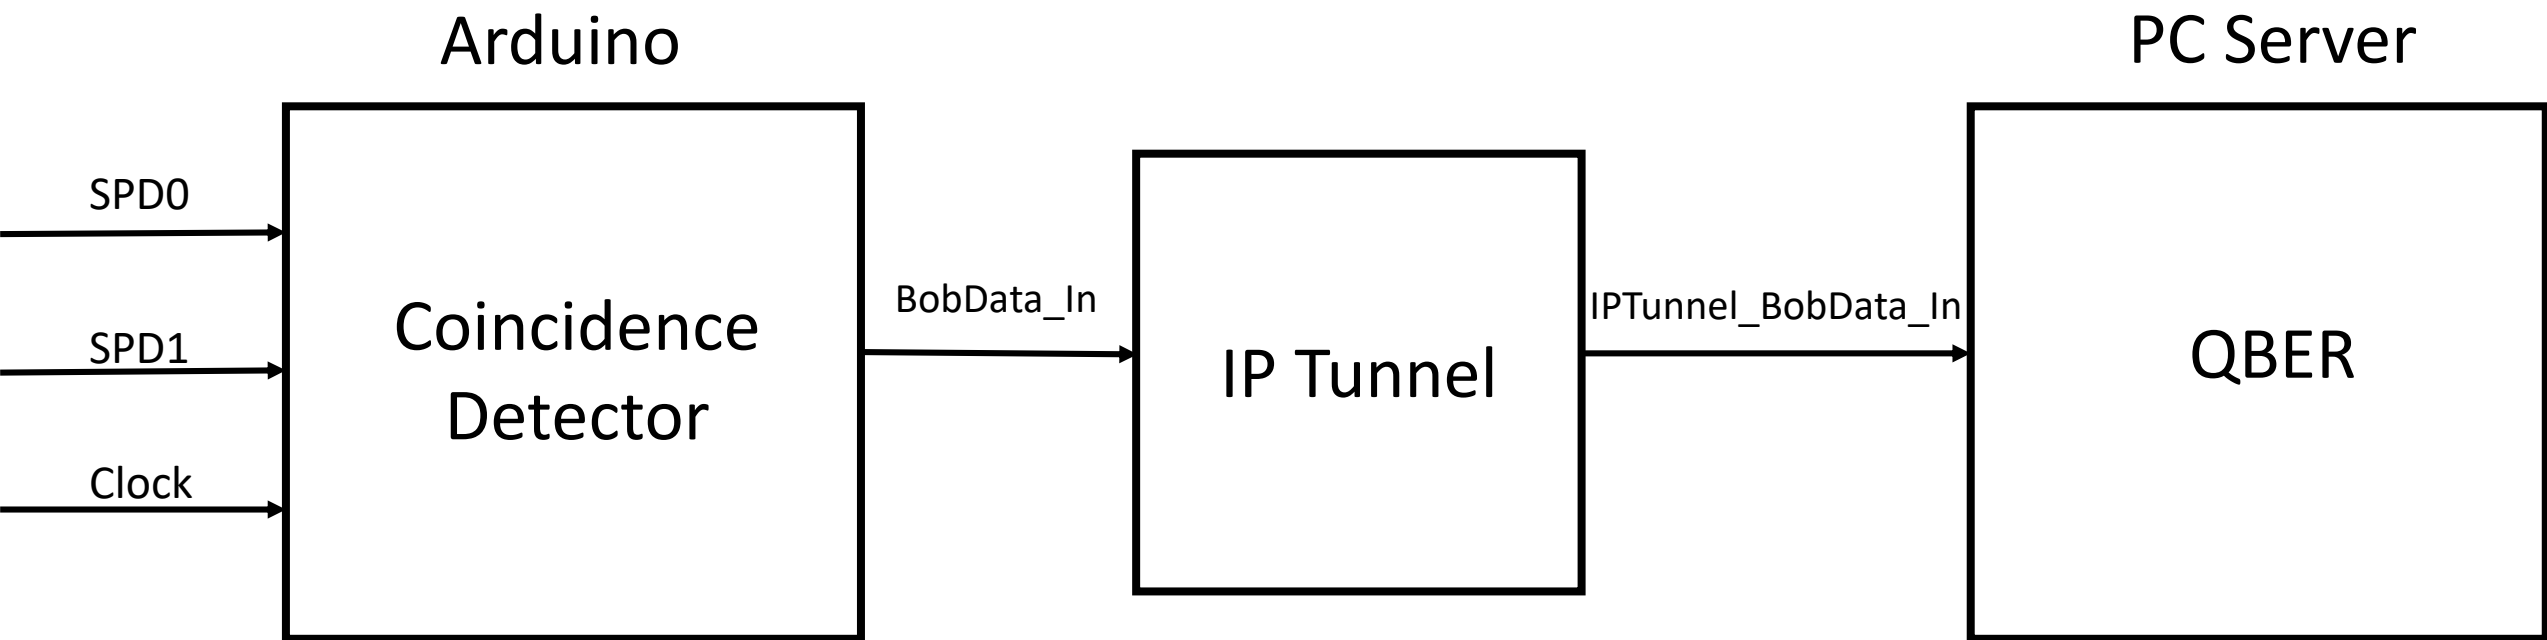 Arduino
PC Server
SPD0
SPD1
Clock
Coincidence
Detector
BobData_In
IP Tunnel
IPTunnel_BobData_In
QBER